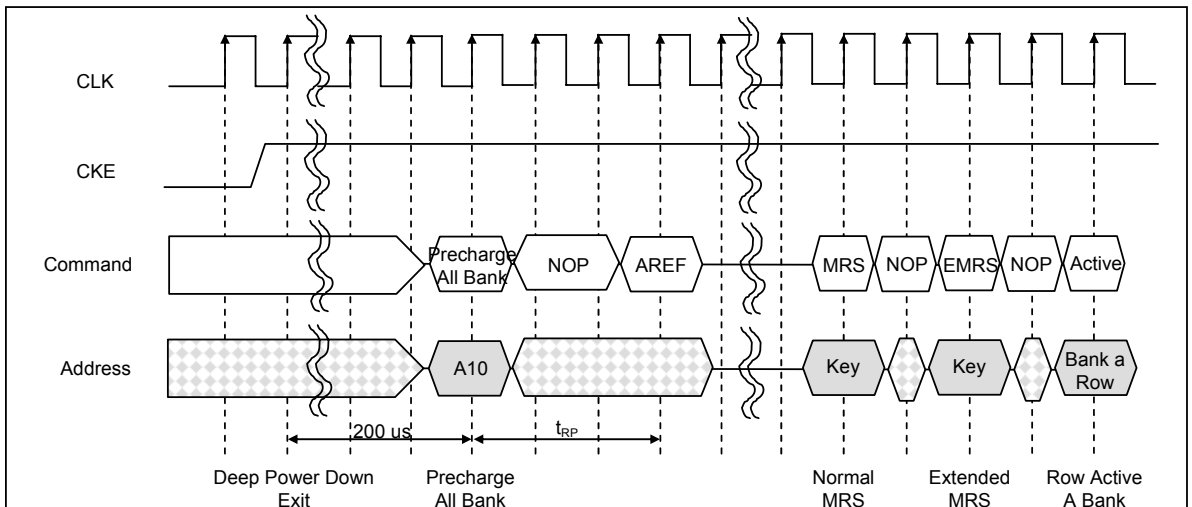 CLK
CKE
Command
Precharge
All Bank
NOP
AREF
MRS
NOP
EMRS
NOP
Active
Address
A10
Key
Key
Bank a
Row
200 us
tRP
Deep Power Down
Exit
Precharge
All Bank
Normal
MRS
Extended
MRS
Row Active
A Bank